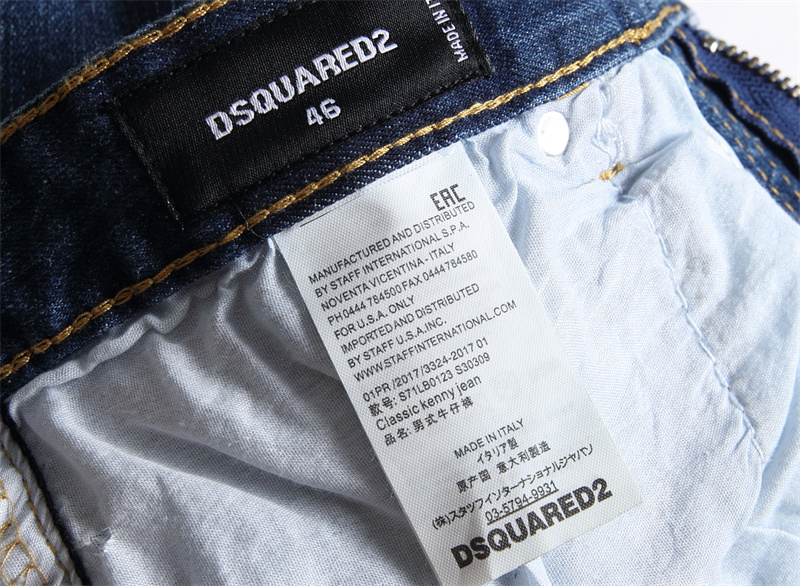 DSQUARED2
46
MADE IN
EAC
MANUFACTURED AND DISTRIBUTED
BY STAFF INTERNATIONAL S.P.A.
NOVENTA VICENTINA - ITALY
PH 0444 784500 FAX 0444784580
FOR U.S.A. ONLY
IMPORTED AND DISTRIBUTED
BY STAFF U.S.A.INC.
WWW.STAFFINTERNATIONAL.COM
01PR/2017/3324-2017 01
款号: S71LB0123 S30309
Classic kenny jean
品名: 男式牛仔裤
MADE IN ITALY
イタリア製
原产国 意大利製造
(株)スタッフインターナショナルジャパン
03-5794-9931
DSQUARED2